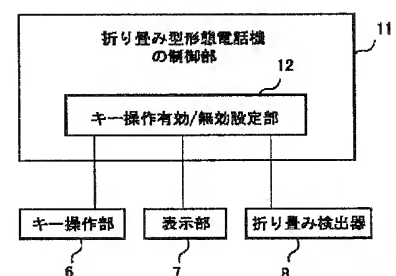 折り畳み型形態電話機
の制御部
11
12
キー操作有効/無効設定部
キー操作部
表示部
折り畳み検出器
6
7
8